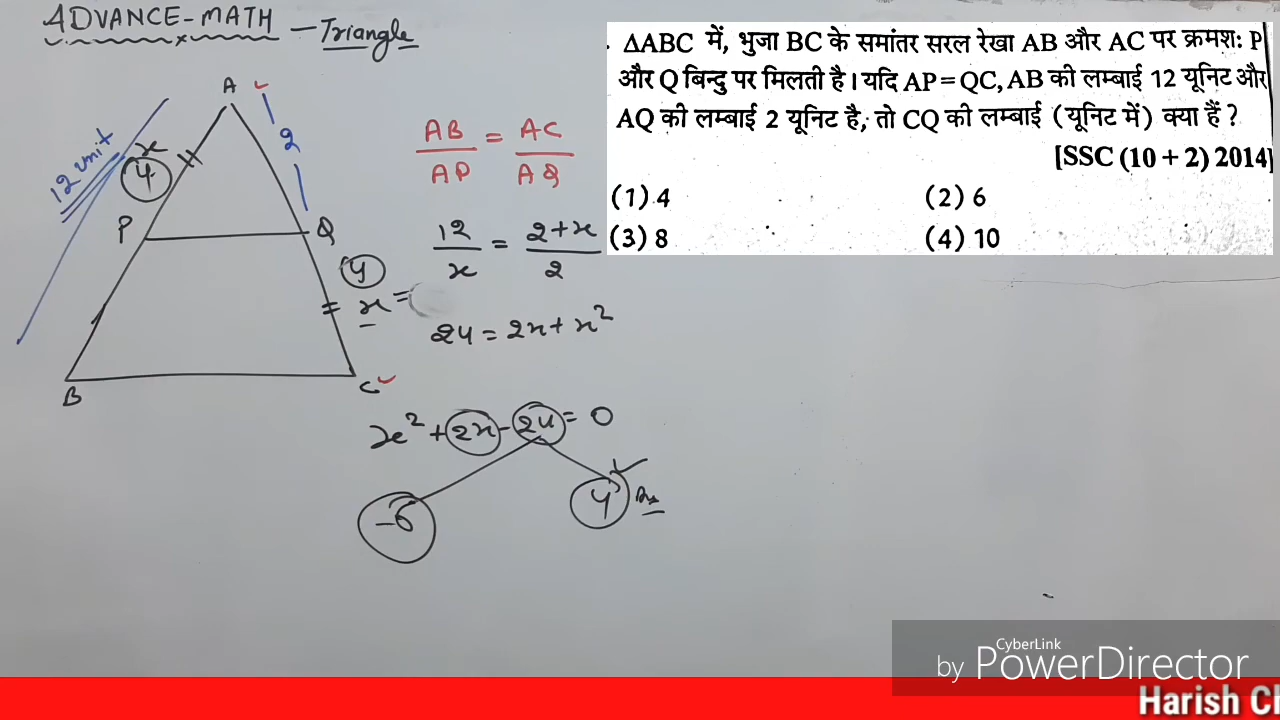 ADVANCE-MATH - Triangle
ΔABC में, भुजा BC के समांतर सरल रेखा AB और AC पर क्रमशः P
और Q बिन्दु पर मिलती है। यदि AP = QC, AB की लम्बाई 12 यूनिट और
AQ की लम्बाई 2 यूनिट है, तो CQ की लम्बाई (यूनिट में) क्या हैं ?
[SSC (10 + 2) 2014]
(1) 4
(2) 6
(3) 8
(4) 10
A
12 unit
x
4
2
P
Q
4
x =
B
C
AB/AP = AC/AQ
12/x = 2+x/2
24 = 2x + x²
x² + 2x - 24 = 0
-6
4
CyberLink
by PowerDirector
Harish